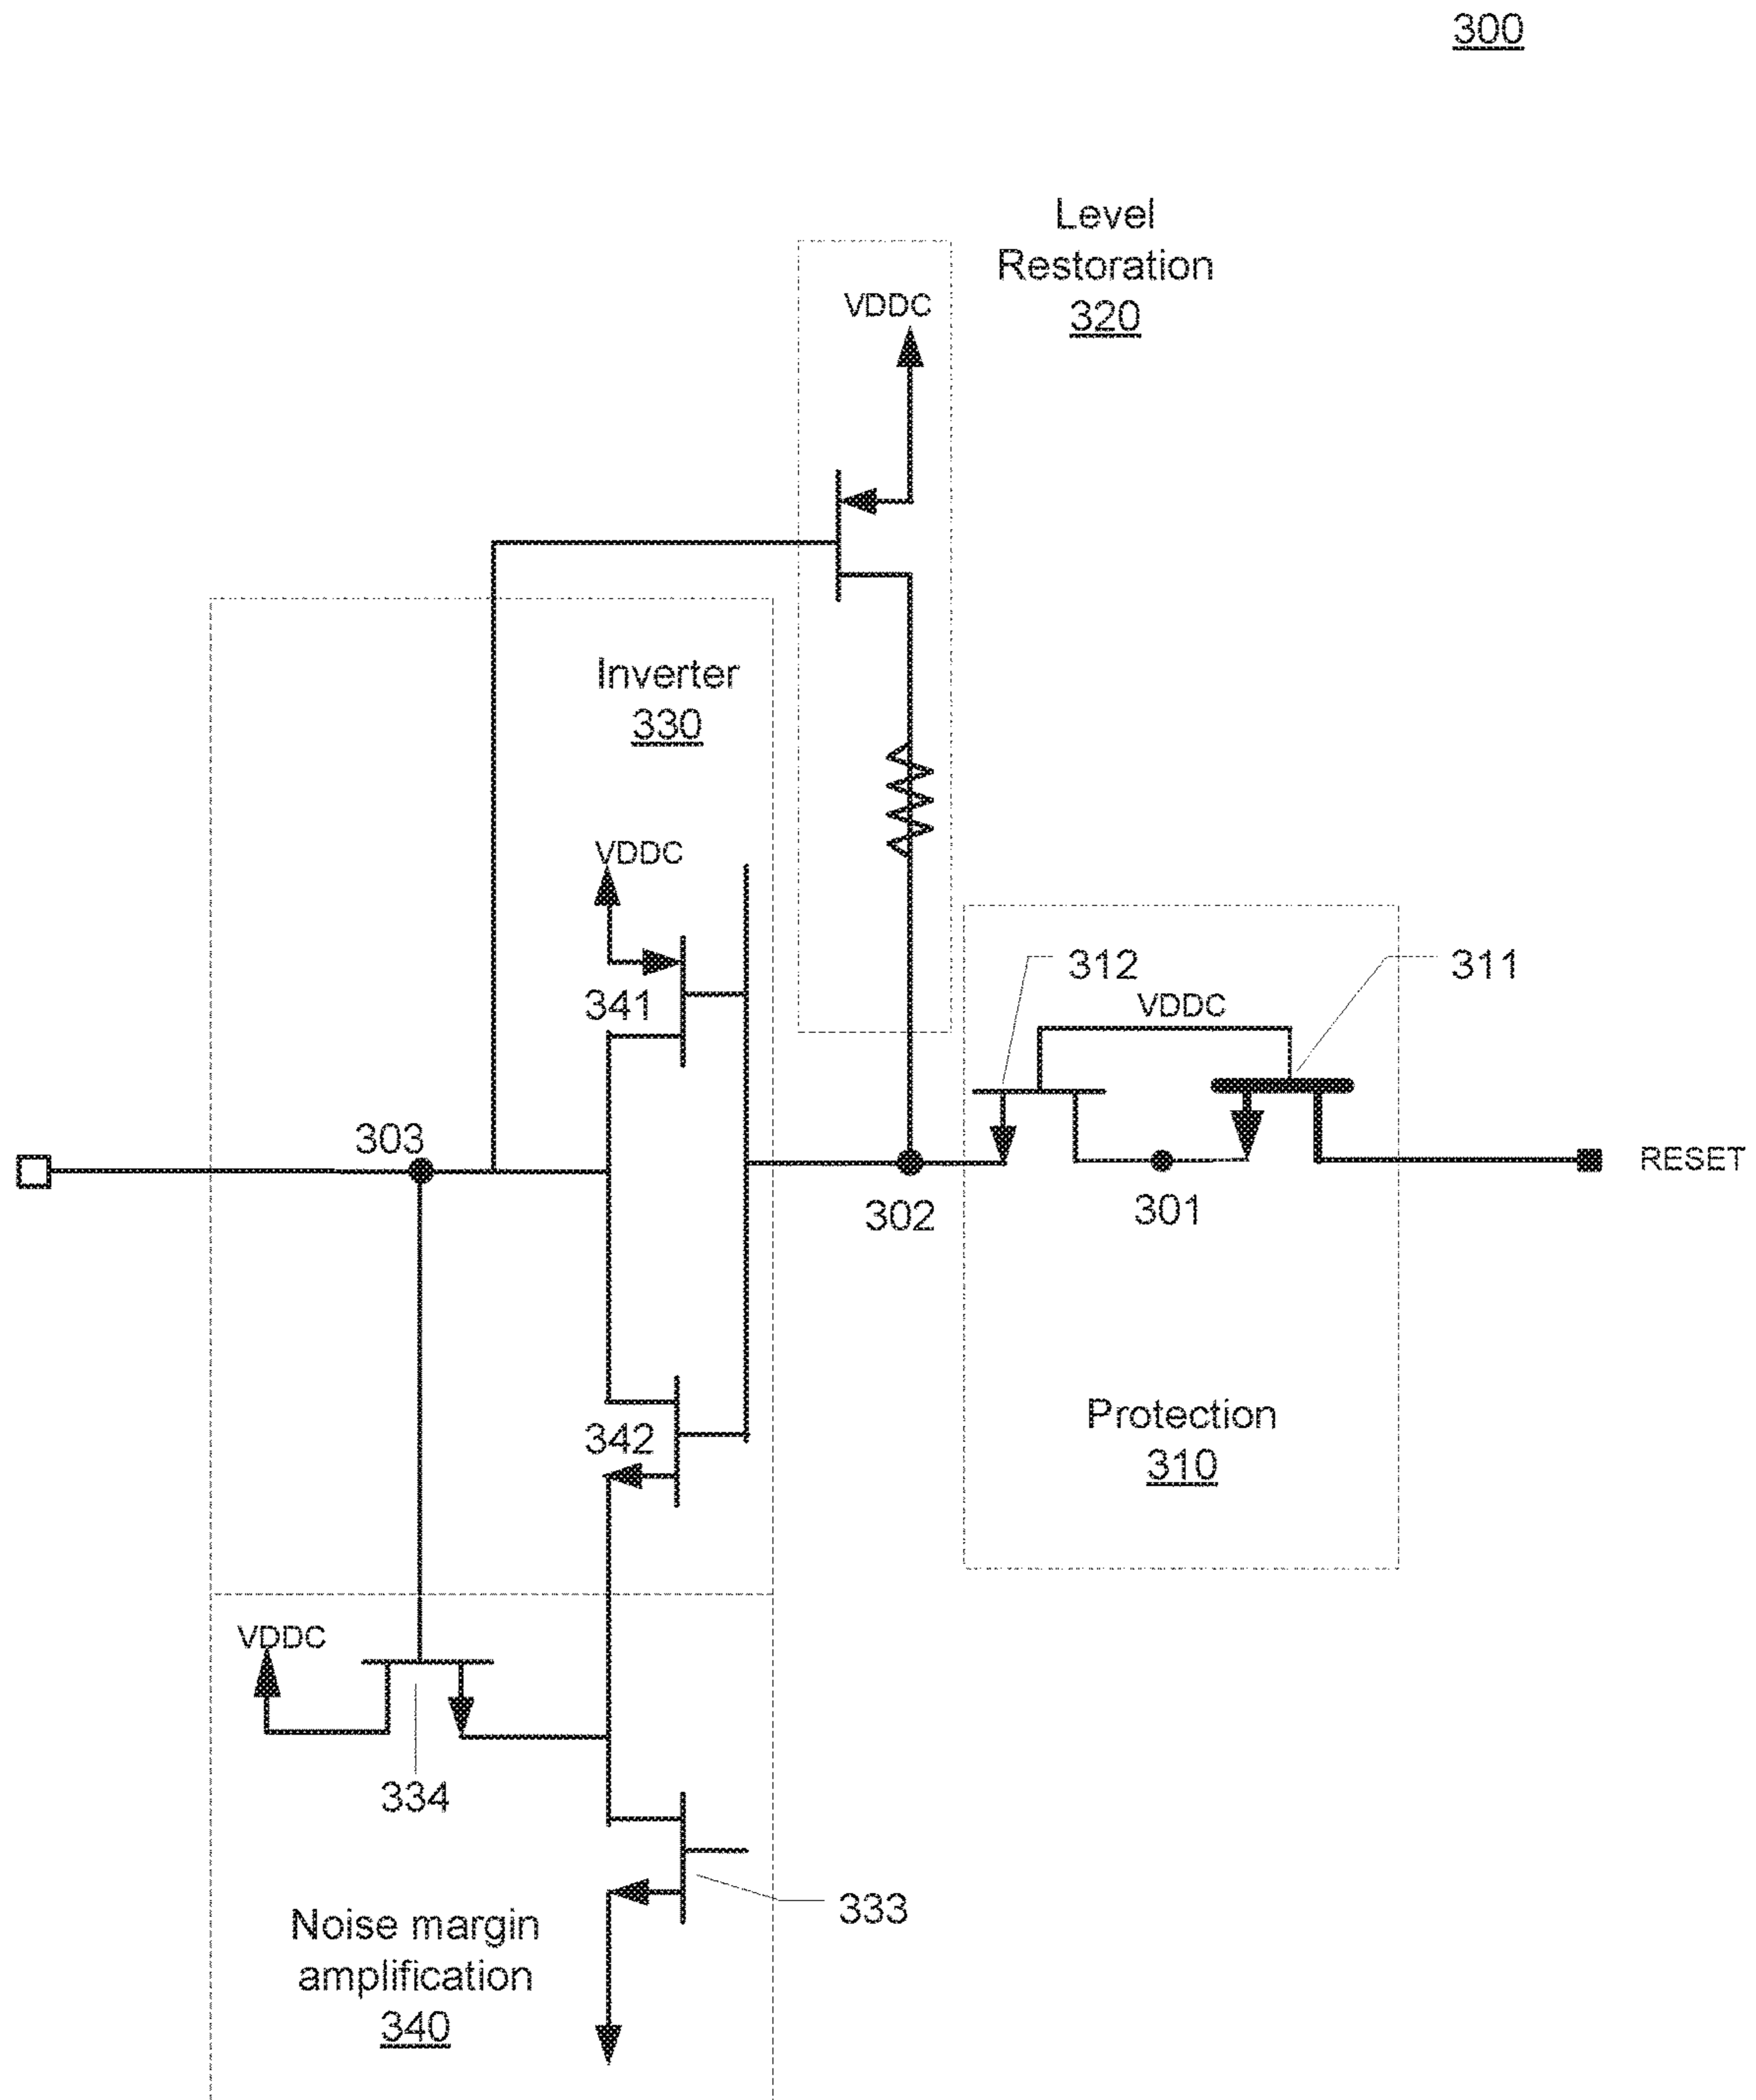 300
Level
Restoration
320
VDDC
Inverter
330
VDDC
341
312
311
VDDC
303
302
301
RESET
342
Protection
310
VDDC
334
333
Noise margin
amplification
340